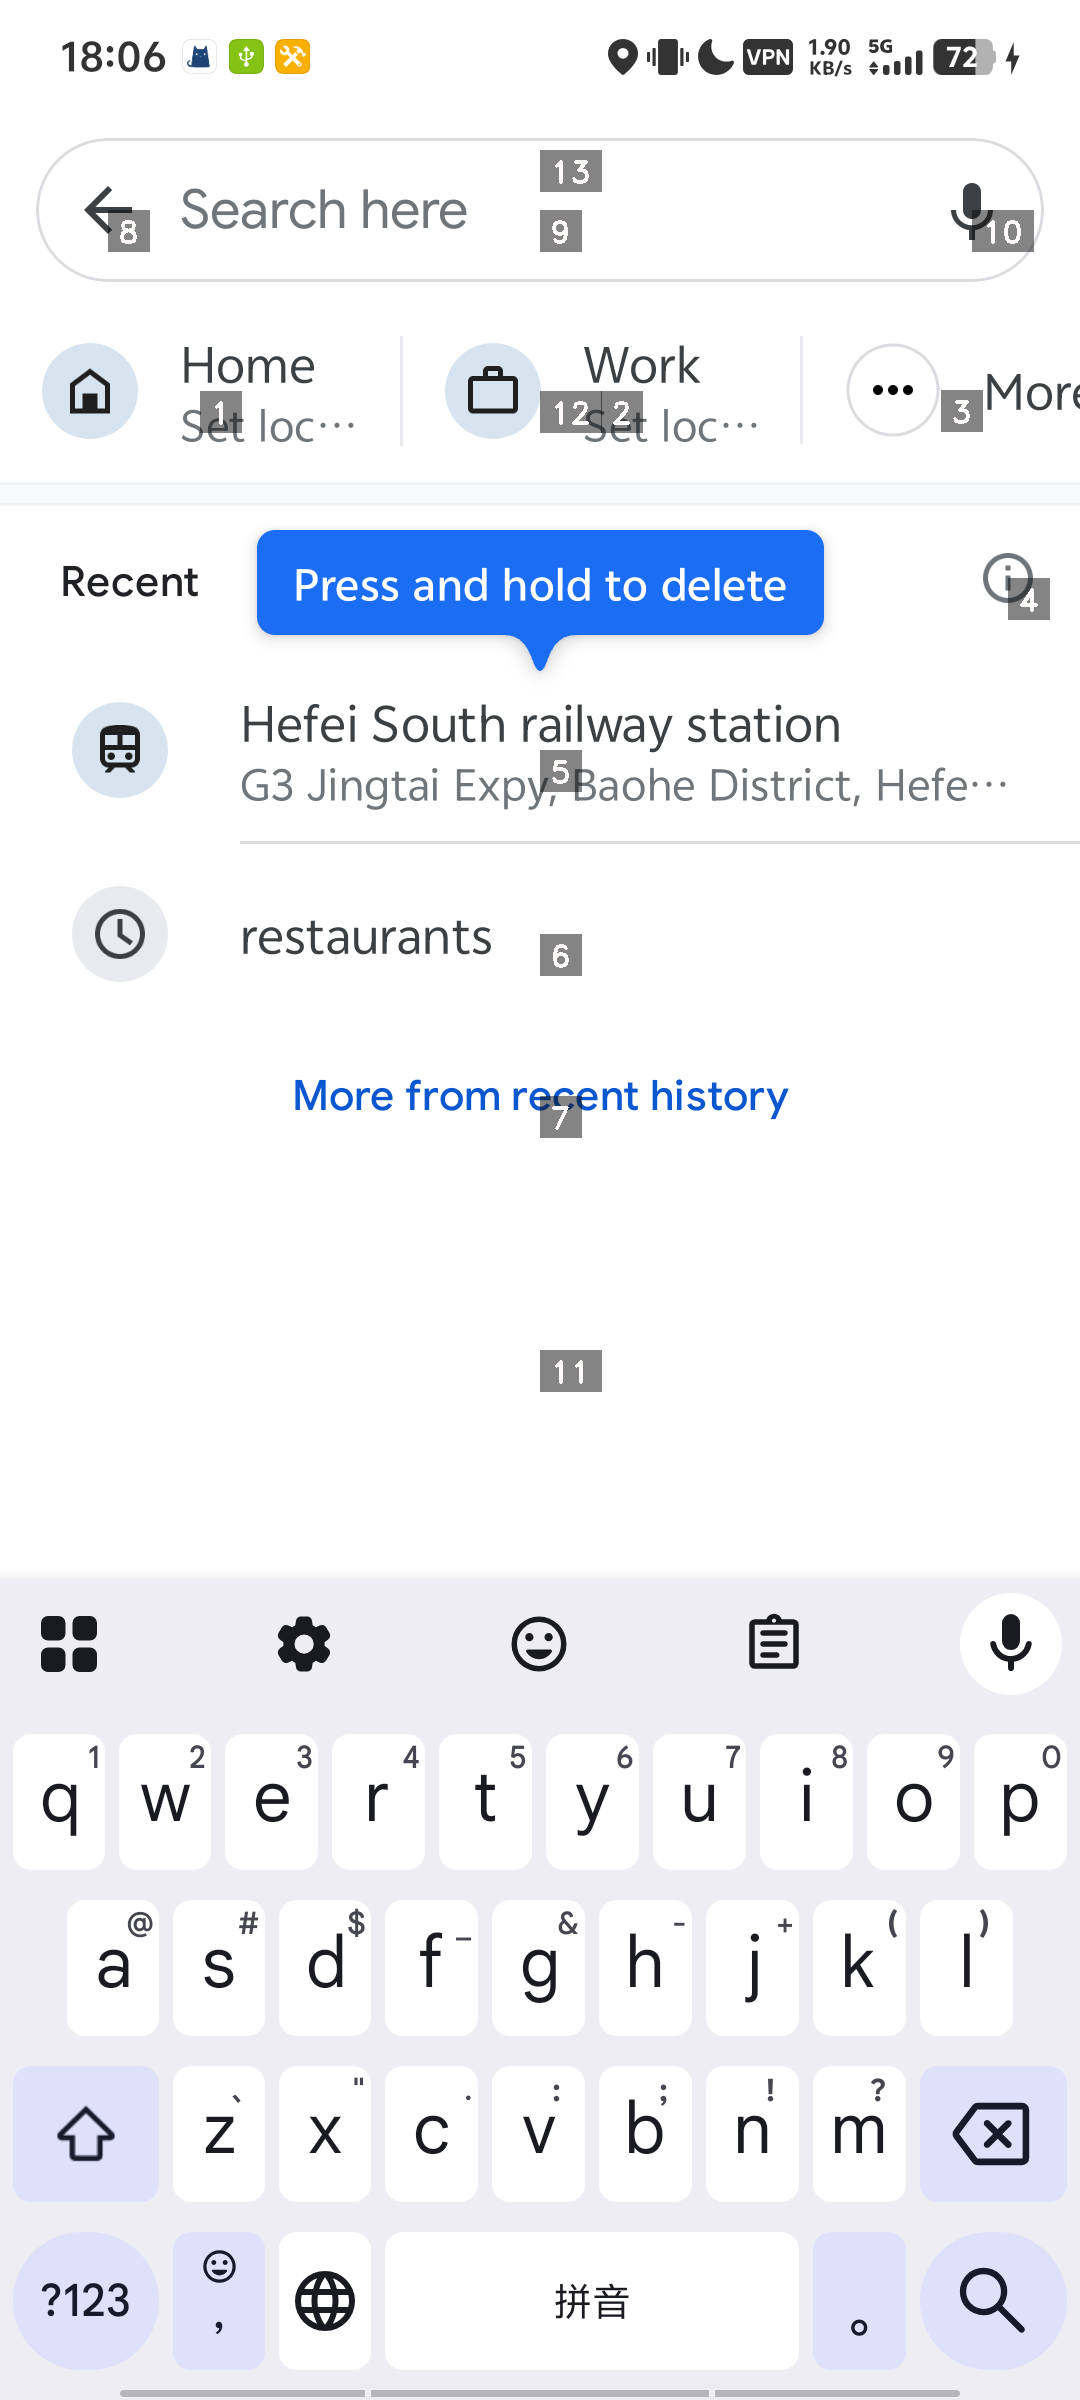 18:06 VPN 1.90 KB/s 5G 72
Search here
13
8
9
10
Home
Set loc…
Work
Set loc…
More
1
12
2
3
Recent
Press and hold to delete
4
Hefei South railway station
G3 Jingtai Expy, Baohe District, Hefe…
5
restaurants
6
More from recent history
7
11
1 2 3 4 5 6 7 8 9 0
q w e r t y u i o p
@ # $ _ & - + ( )
a s d f g h j k l
、 " . : ; ! ?
z x c v b n m
?123 , 拼音 。